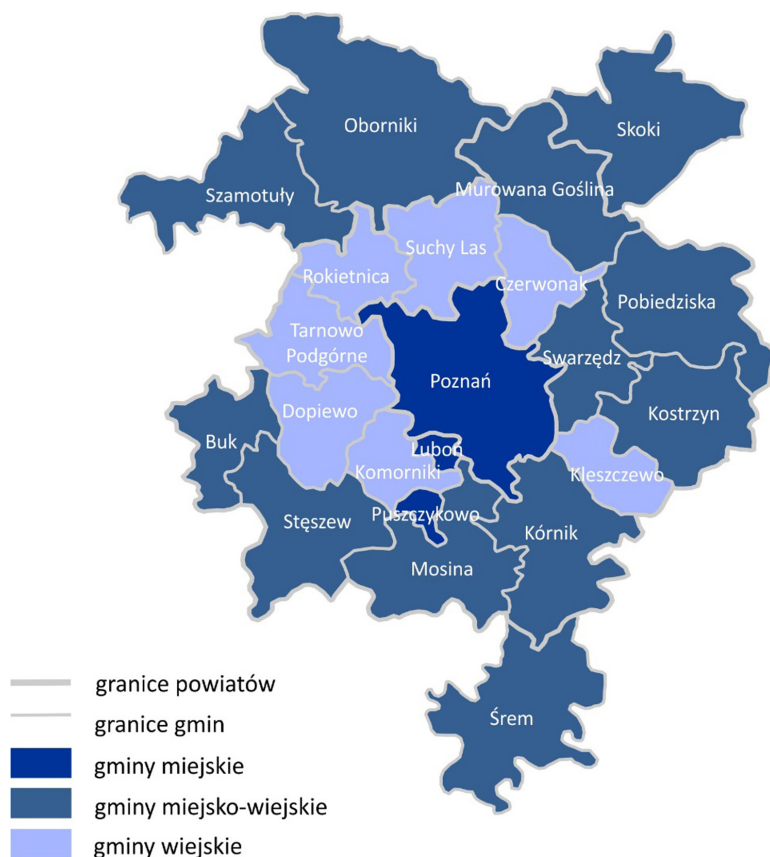 Oborniki
Skoki
Szamotuły
Murowana Goślina
Suchy Las
Rokietnica
Czerwonak
Pobiedziska
Tarnowo
Podgórne
Swarzędz
Poznań
Dopiewo
Kostrzyn
Buk
Luboń
Komorniki
Kleszczewo
Puszczykowo
Stęszew
Kórnik
Mosina
Śrem
granice powiatów
granice gmin
gminy miejskie
gminy miejsko-wiejskie
gminy wiejskie